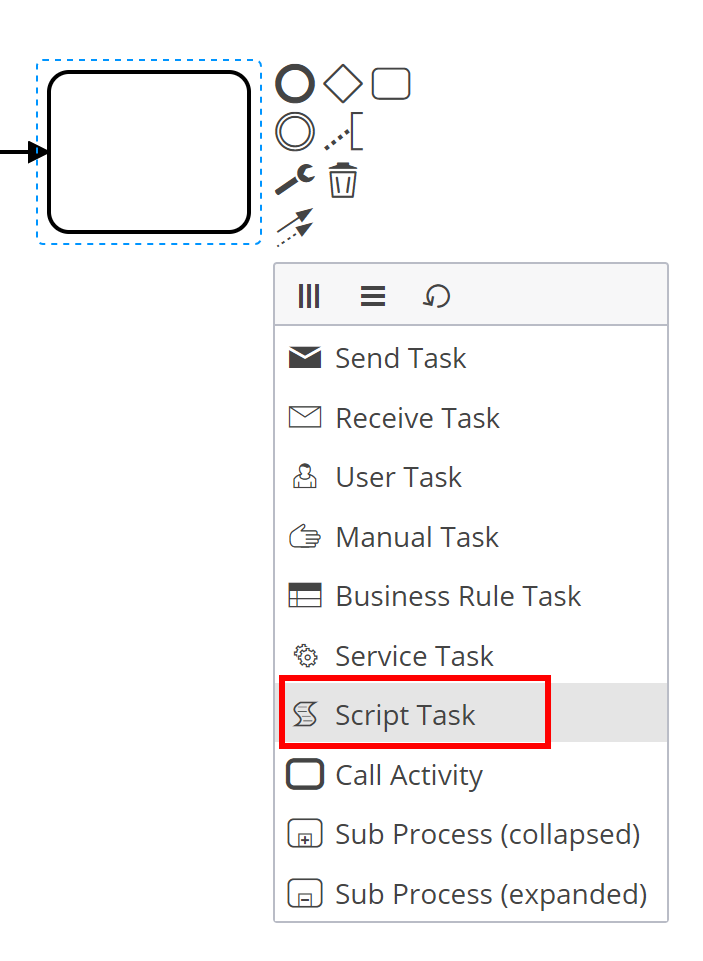 Send Task
Receive Task
User Task
Manual Task
Business Rule Task
Service Task
Script Task
Call Activity
Sub Process (collapsed)
Sub Process (expanded)